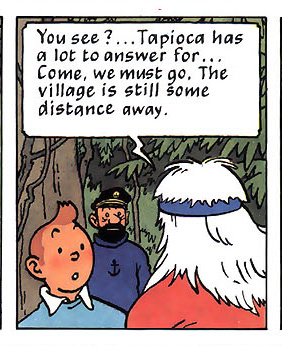 You see?...Tapioca has
a lot to answer for...
Come, we must go. The
village is still some
distance away.